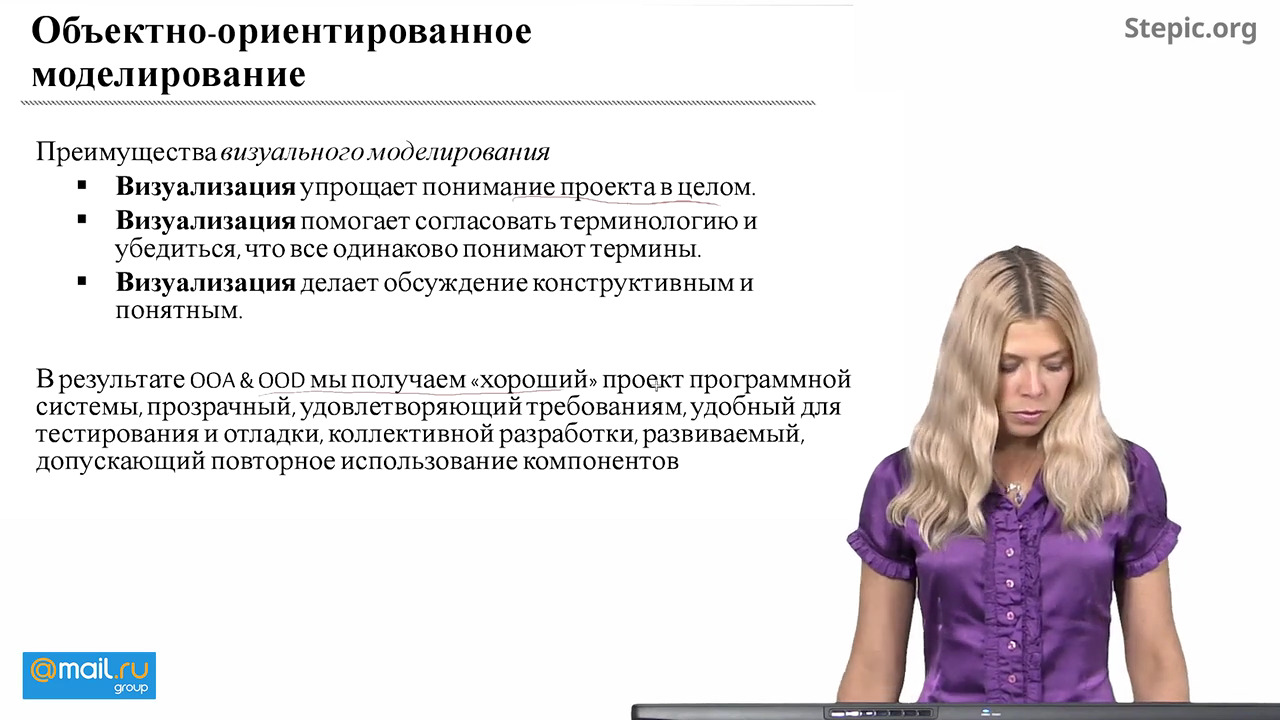 Объектно-ориентированное
моделирование
Stepic.org
Преимущества визуального моделирования
▪ Визуализация упрощает понимание проекта в целом.
▪ Визуализация помогает согласовать терминологию и
убедиться, что все одинаково понимают термины.
▪ Визуализация делает обсуждение конструктивным и
понятным.
В результате OOA & OOD мы получаем «хороший» проект программной
системы, прозрачный, удовлетворяющий требованиям, удобный для
тестирования и отладки, коллективной разработки, развиваемый,
допускающий повторное использование компонентов
@mail.ru
group